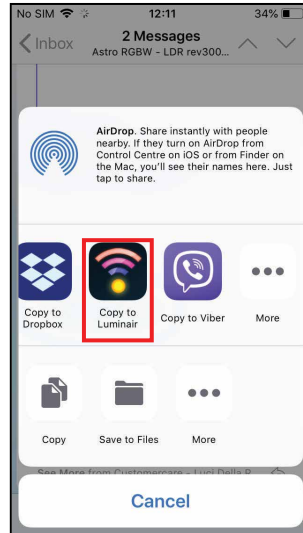 No SIM 12:11 34%
Inbox 2 Messages
Astro RGBW - LDR rev300...
AirDrop. Share instantly with people
nearby. If they turn on AirDrop from
Control Centre on iOS or from Finder on
the Mac, you'll see their names here. Just
tap to share.
Copy to Dropbox
Copy to Luminair
Copy to Viber
More
Copy
Save to Files
More
See More from Customercare - Luci Della R
Cancel